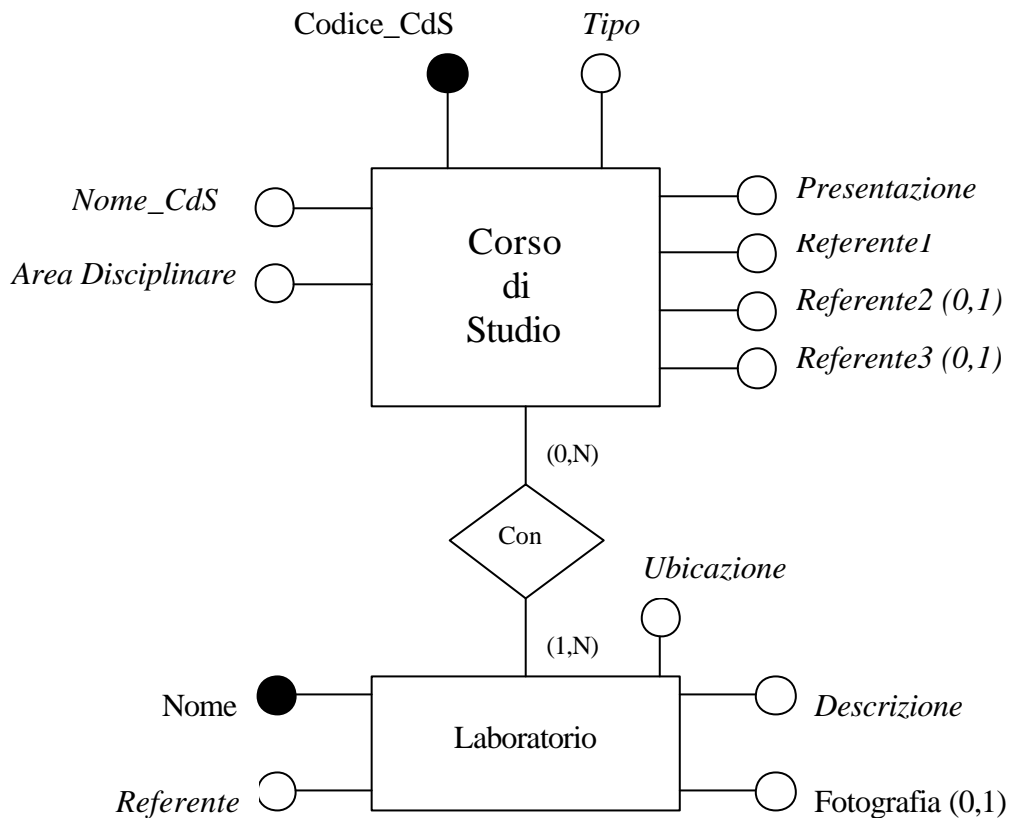 Codice_CdS
Tipo
Nome_CdS
Area Disciplinare
Corso
di
Studio
Presentazione
Referente1
Referente2 (0,1)
Referente3 (0,1)
(0,N)
Con
Ubicazione
(1,N)
Nome
Laboratorio
Descrizione
Referente
Fotografia (0,1)